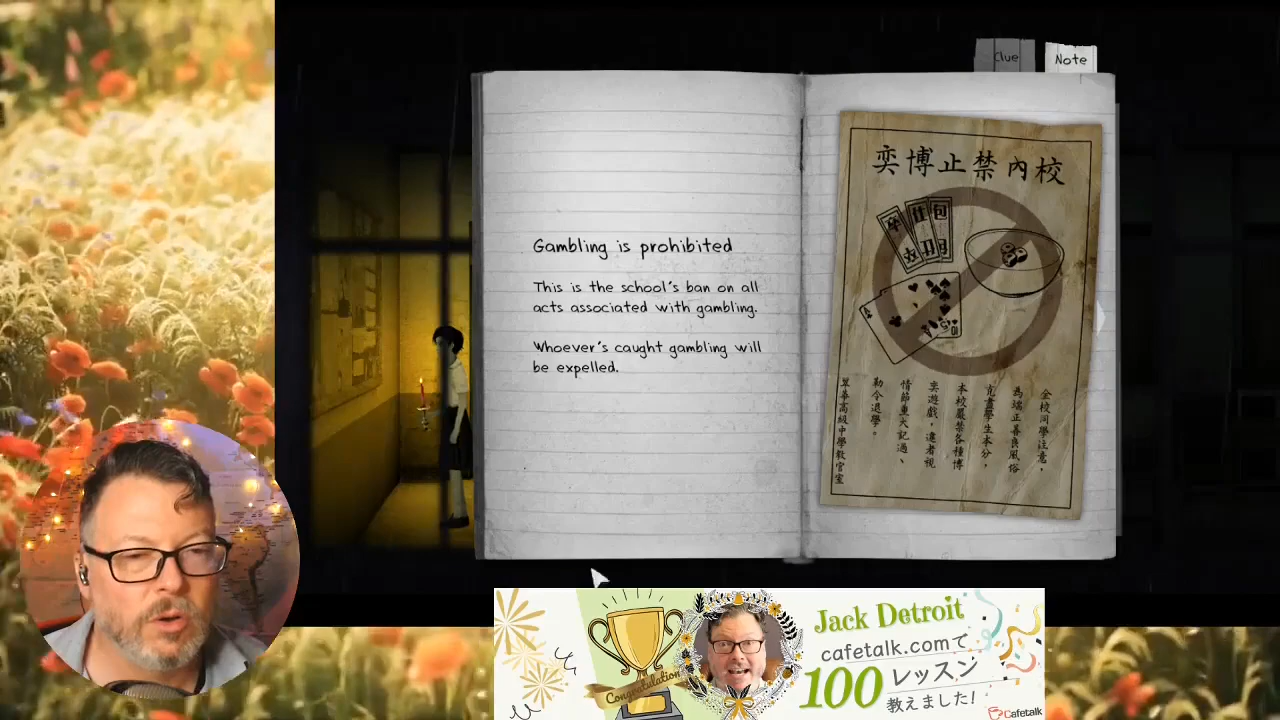 Clue
Note
Gambling is prohibited
This is the school's ban on all
acts associated with gambling.
Whoever's caught gambling will
be expelled.
校內禁止博奕
全校同學注意，
為端正善良風俗
克盡學生本分，
本校嚴禁各種博
奕遊戲，違者視
情節重大記過、
勒令退學。
翠華高級中學教官室
Congratulation
Jack Detroit
cafetalk.comで
100レッスン
教えました!
Cafetalk